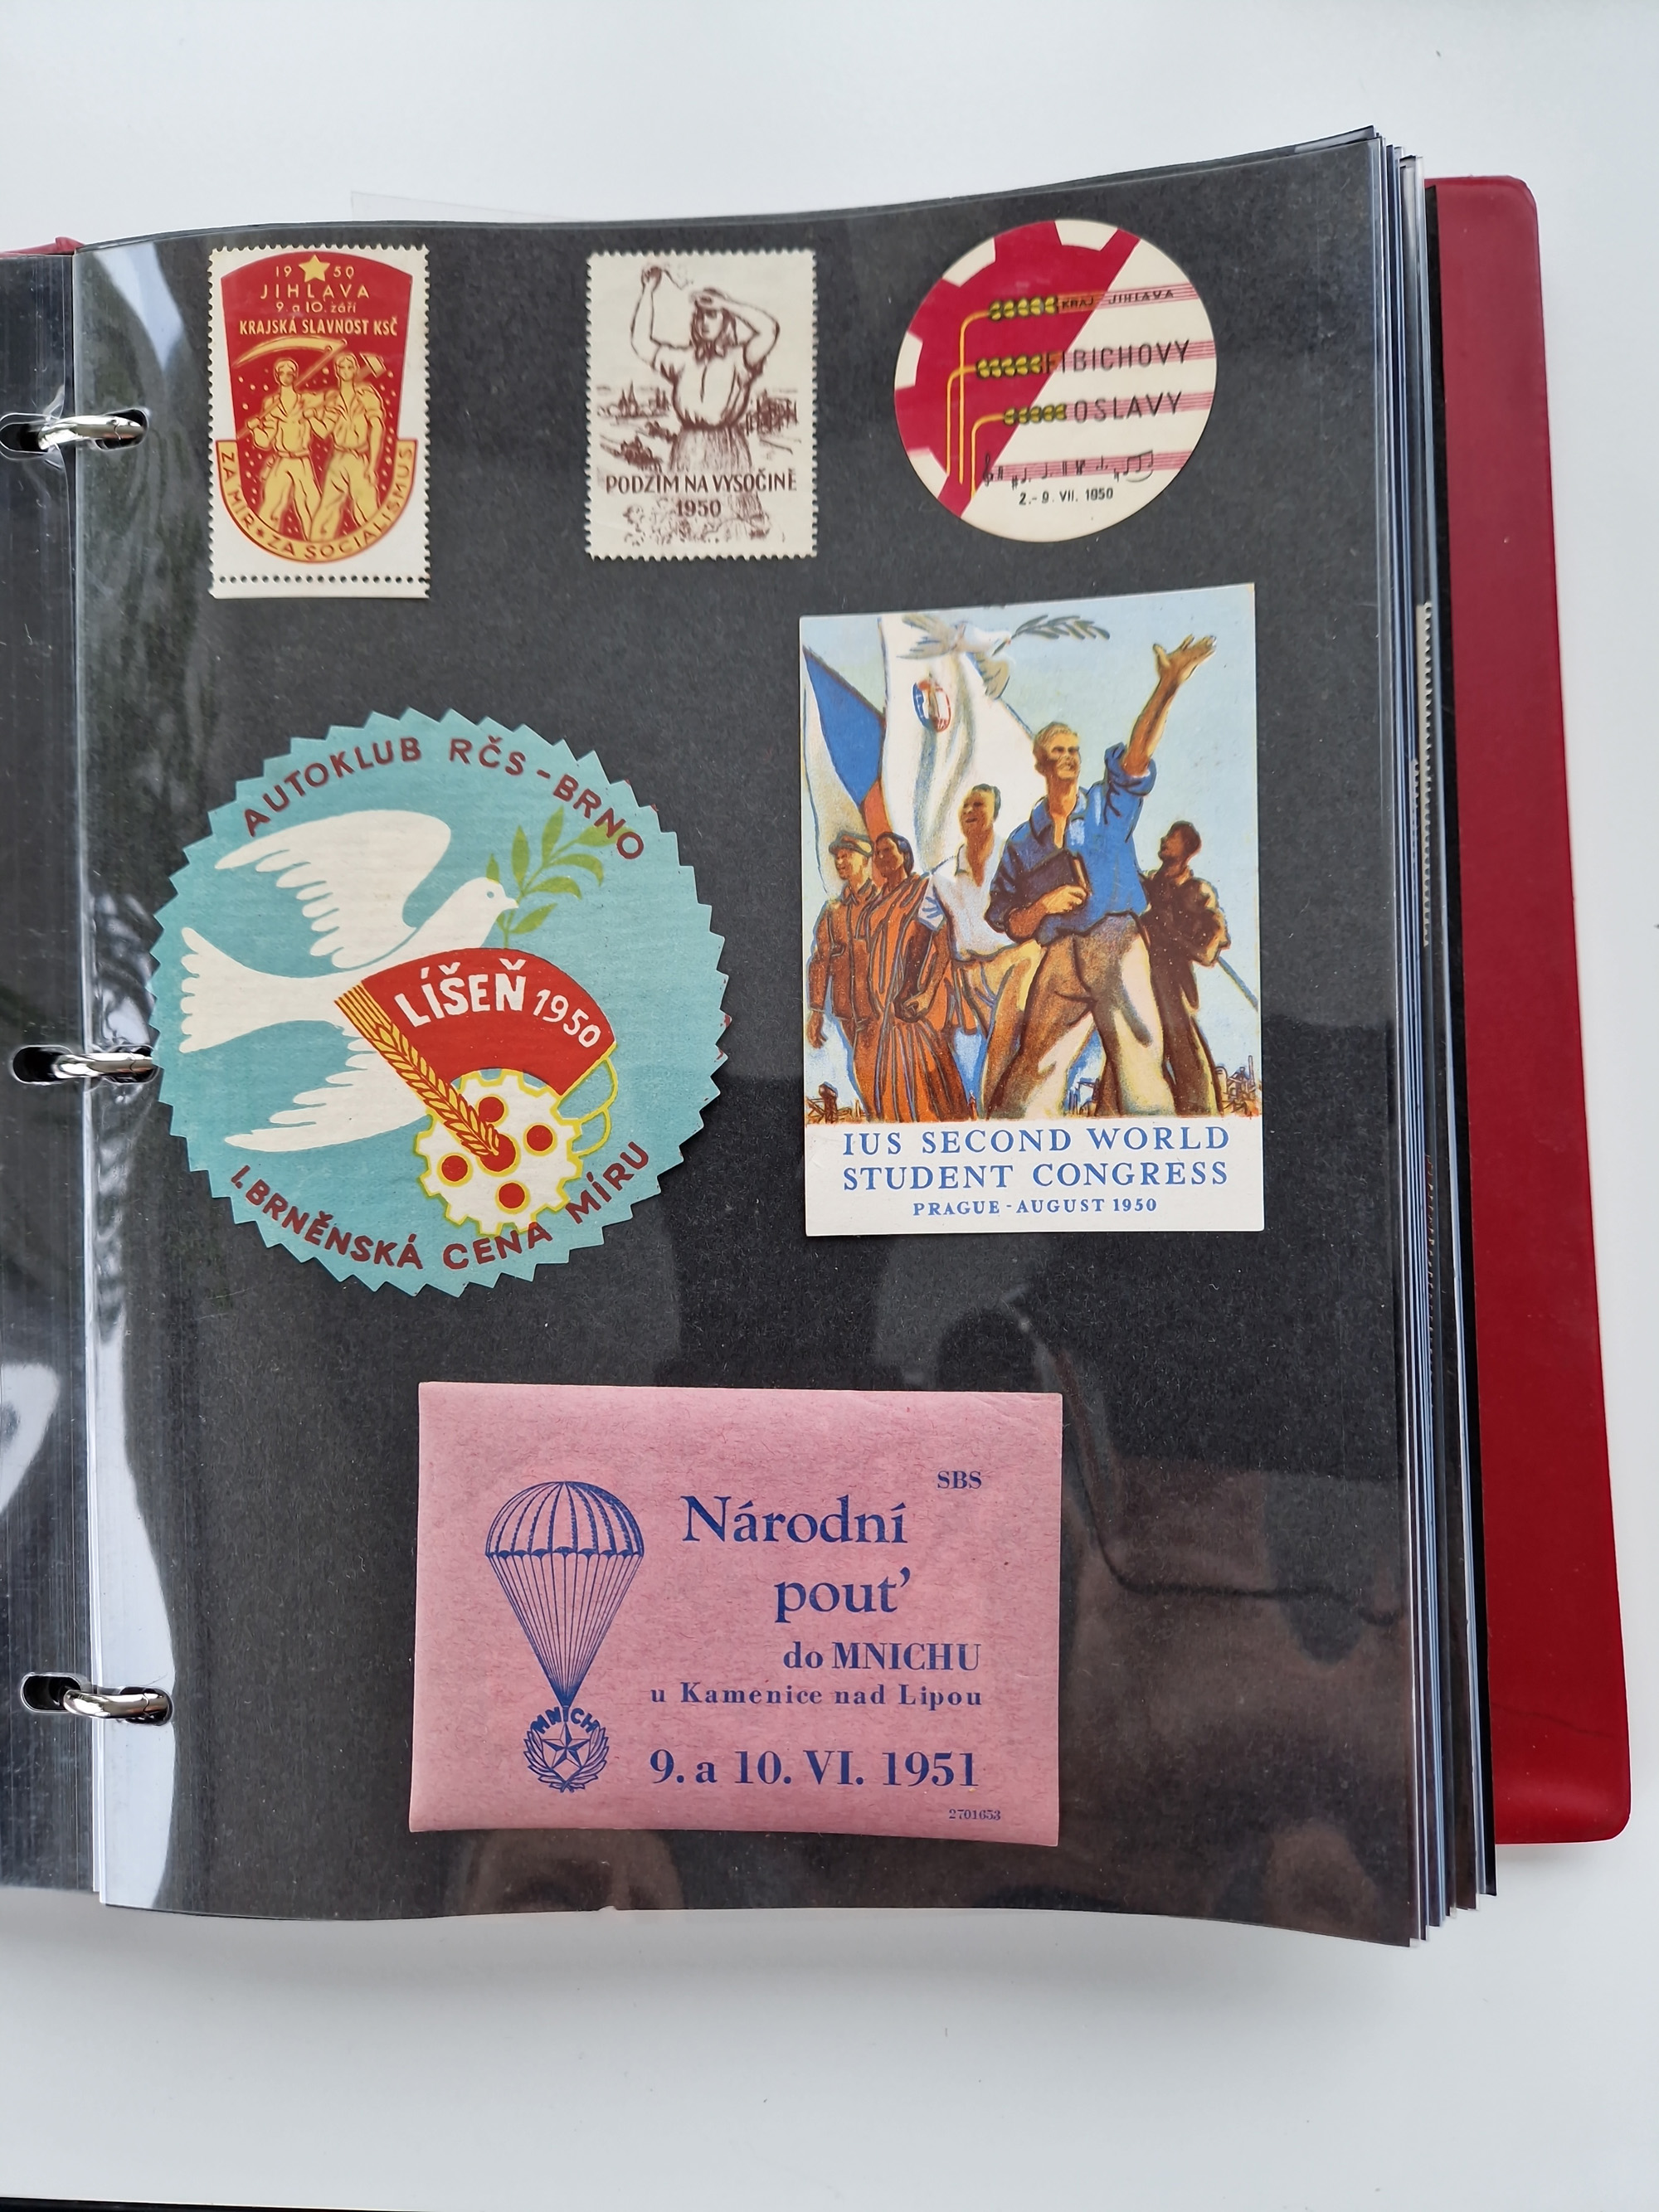 19 50
JIHLAVA
9. a 10. září
KRAJSKÁ SLAVNOST KSČ
ZA MÍR • ZA SOCIALISMUS
PODZIM NA VYSOČINĚ
1950
KRAJ JIHLAVA
FIBICHOVY
OSLAVY
2.-9. VII. 1950
AUTOKLUB RČS-BRNO
LÍŠEŇ 1950
I. BRNĚNSKÁ CENA MÍRU
IUS SECOND WORLD
STUDENT CONGRESS
PRAGUE-AUGUST 1950
SBS
Národní
pouť
do MNICHU
u Kamenice nad Lipou
MNICH
9. a 10. VI. 1951
2701653